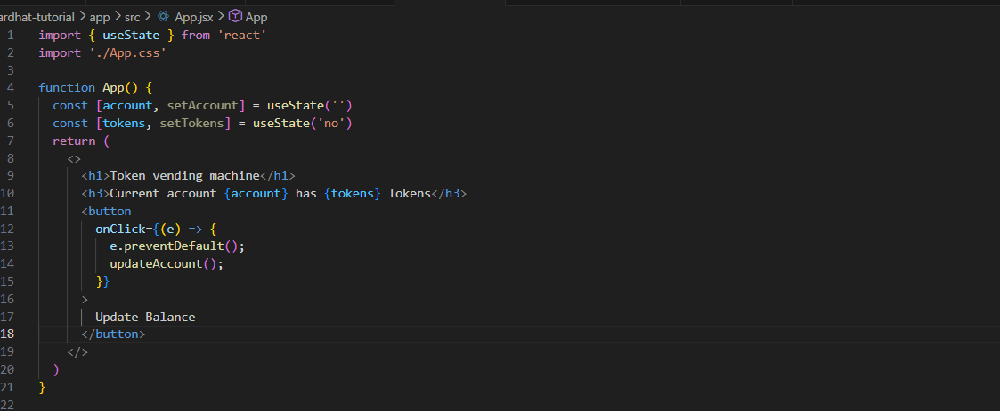 ardhat-tutorial > app > src > App.jsx > App
1 import { useState } from 'react'
2 import './App.css'
3
4 function App() {
5   const [account, setAccount] = useState('')
6   const [tokens, setTokens] = useState('no')
7   return (
8     <>
9       <h1>Token vending machine</h1>
10       <h3>Current account {account} has {tokens} Tokens</h3>
11       <button
12         onClick={(e) => {
13           e.preventDefault();
14           updateAccount();
15         }}
16       >
17         Update Balance
18       </button>
19     </>
20   )
21 }
22